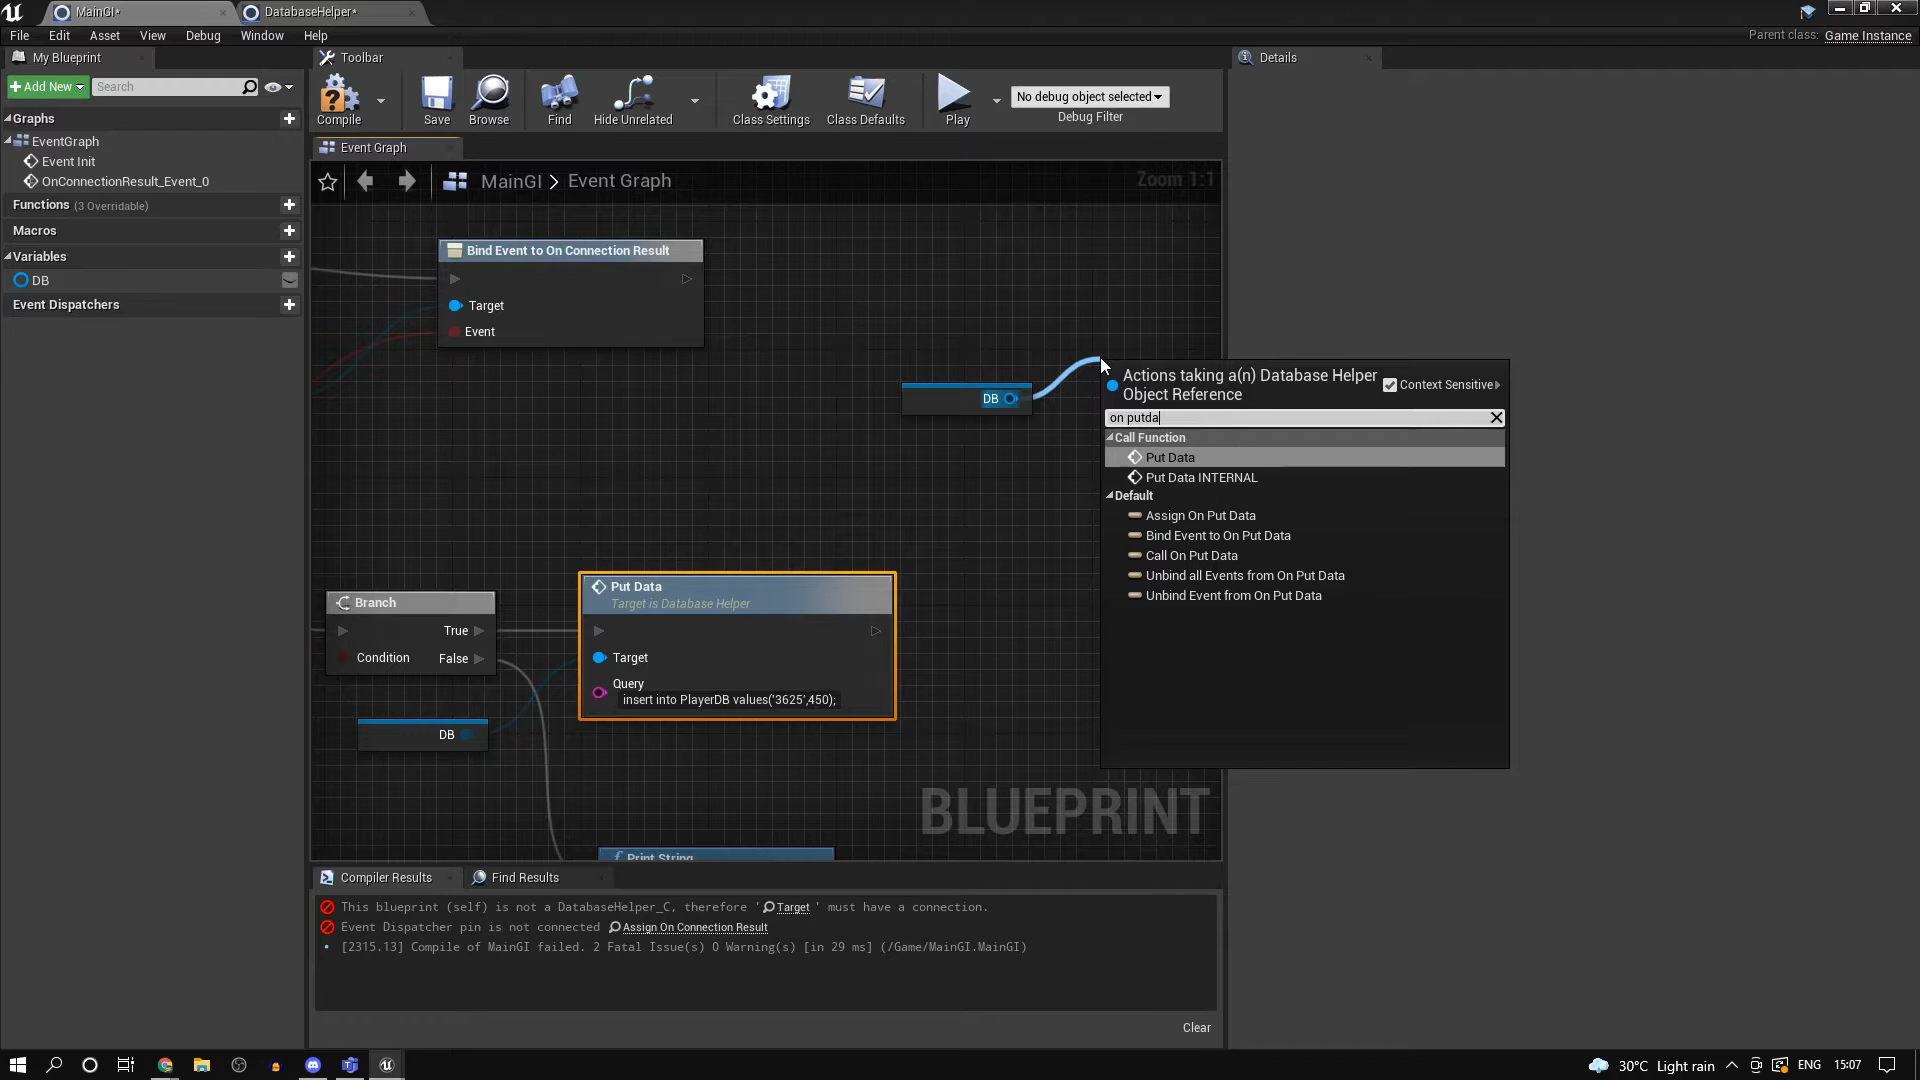 MainGI*
DatabaseHelper*
File Edit Asset View Debug Window Help
Parent class: Game Instance
My Blueprint
Toolbar
Details
Add New
Search
Compile
Save
Browse
Find
Hide Unrelated
Class Settings
Class Defaults
Play
No debug object selected
Debug Filter
Graphs
EventGraph
Event Init
OnConnectionResult_Event_0
Functions (3 Overridable)
Macros
Variables
DB
Event Dispatchers
Event Graph
MainGI > Event Graph
Zoom 1:1
Bind Event to On Connection Result
Target
Event
DB
Actions taking a(n) Database Helper
Object Reference
Context Sensitive
on putda
Call Function
Put Data
Put Data INTERNAL
Default
Assign On Put Data
Bind Event to On Put Data
Call On Put Data
Unbind all Events from On Put Data
Unbind Event from On Put Data
Branch
True
Condition
False
DB
Put Data
Target is Database Helper
Target
Query
insert into PlayerDB values('3625',450);
Print String
BLUEPRINT
Compiler Results
Find Results
This blueprint (self) is not a DatabaseHelper_C, therefore ' Target ' must have a connection.
Event Dispatcher pin is not connected Assign On Connection Result
[2315.13] Compile of MainGI failed. 2 Fatal Issue(s) 0 Warning(s) [in 29 ms] (/Game/MainGI.MainGI)
Clear
30°C Light rain
ENG
15:07